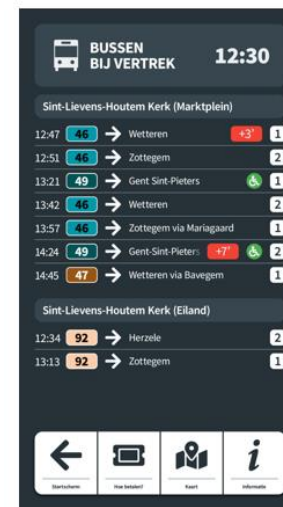 BUSSEN
BIJ VERTREK 12:30
Sint-Lievens-Houtem Kerk (Marktplein)
12:47 46 Wetteren +3' 1
12:51 46 Zottegem 2
13:21 49 Gent Sint-Pieters 1
13:42 46 Wetteren 2
13:57 46 Zottegem via Mariagaard 1
14:24 49 Gent-Sint-Pieters +7' 2
14:45 47 Wetteren via Bavegem 1
Sint-Lievens-Houtem Kerk (Eiland)
12:34 92 Herzele 2
13:13 92 Zottegem 1
Startscherm Hoe betalen? Kaart Informatie